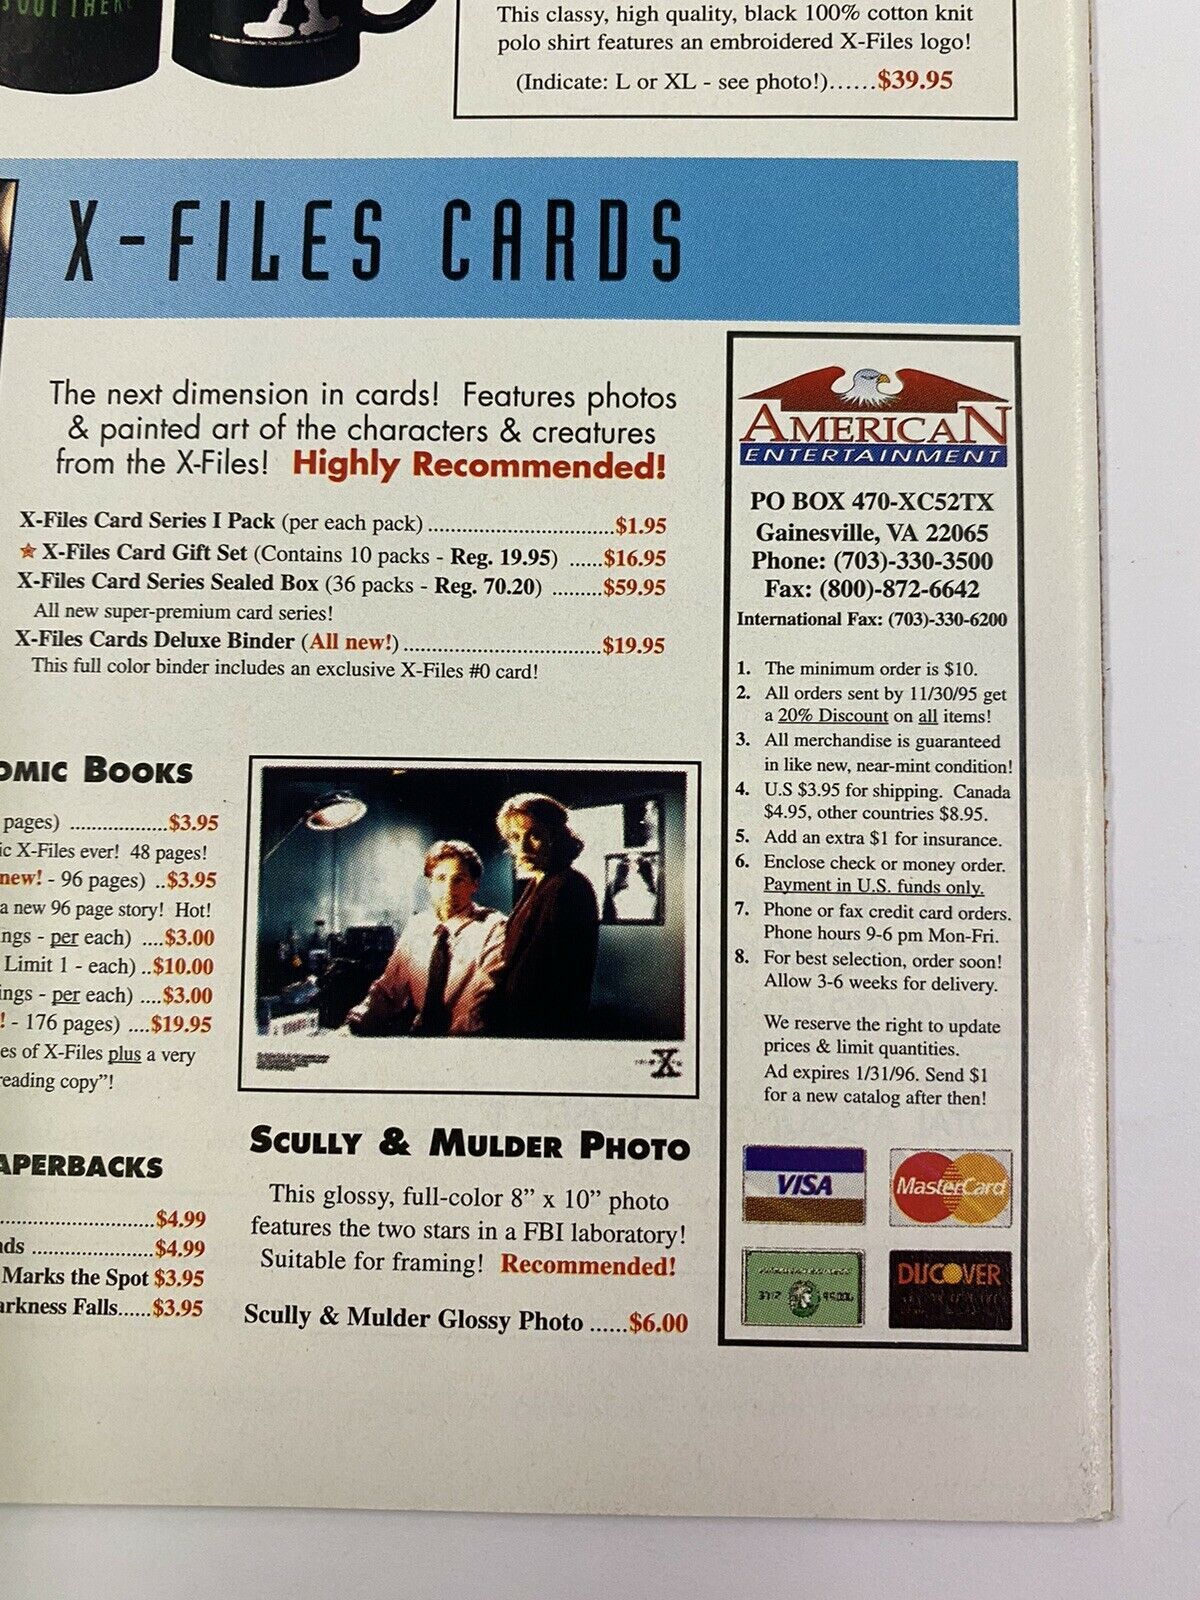 OUT THERE
This classy, high quality, black 100% cotton knit
polo shirt features an embroidered X-Files logo!
(Indicate: L or XL - see photo!)......$39.95
X-FILES CARDS
The next dimension in cards! Features photos
& painted art of the characters & creatures
from the X-Files! Highly Recommended!
X-Files Card Series I Pack (per each pack) ............................$1.95
X-Files Card Gift Set (Contains 10 packs - Reg. 19.95) ......$16.95
X-Files Card Series Sealed Box (36 packs - Reg. 70.20) .........$59.95
All new super-premium card series!
X-Files Cards Deluxe Binder (All new!)..............................$19.95
This full color binder includes an exclusive X-Files #0 card!
OMIC BOOKS
pages) ..................$3.95
ic X-Files ever! 48 pages!
new! - 96 pages) ..$3.95
a new 96 page story! Hot!
ngs - per each) ....$3.00
Limit 1 - each)..$10.00
ings - per each) ....$3.00
! - 176 pages) ....$19.95
es of X-Files plus a very
reading copy"!
APERBACKS
..........................$4.99
ds .....................$4.99
Marks the Spot $3.95
arkness Falls......$3.95
X
SCULLY & MULDER PHOTO
This glossy, full-color 8" x 10" photo
features the two stars in a FBI laboratory!
Suitable for framing! Recommended!
Scully & Mulder Glossy Photo ......$6.00
AMERICAN
ENTERTAINMENT
PO BOX 470-XC52TX
Gainesville, VA 22065
Phone: (703)-330-3500
Fax: (800)-872-6642
International Fax: (703)-330-6200
1. The minimum order is $10.
2. All orders sent by 11/30/95 get
a 20% Discount on all items!
3. All merchandise is guaranteed
in like new, near-mint condition!
4. U.S $3.95 for shipping. Canada
$4.95, other countries $8.95.
5. Add an extra $1 for insurance.
6. Enclose check or money order.
Payment in U.S. funds only.
7. Phone or fax credit card orders.
Phone hours 9-6 pm Mon-Fri.
8. For best selection, order soon!
Allow 3-6 weeks for delivery.
We reserve the right to update
prices & limit quantities.
Ad expires 1/31/96. Send $1
for a new catalog after then!
VISA
MasterCard
DISCOVER